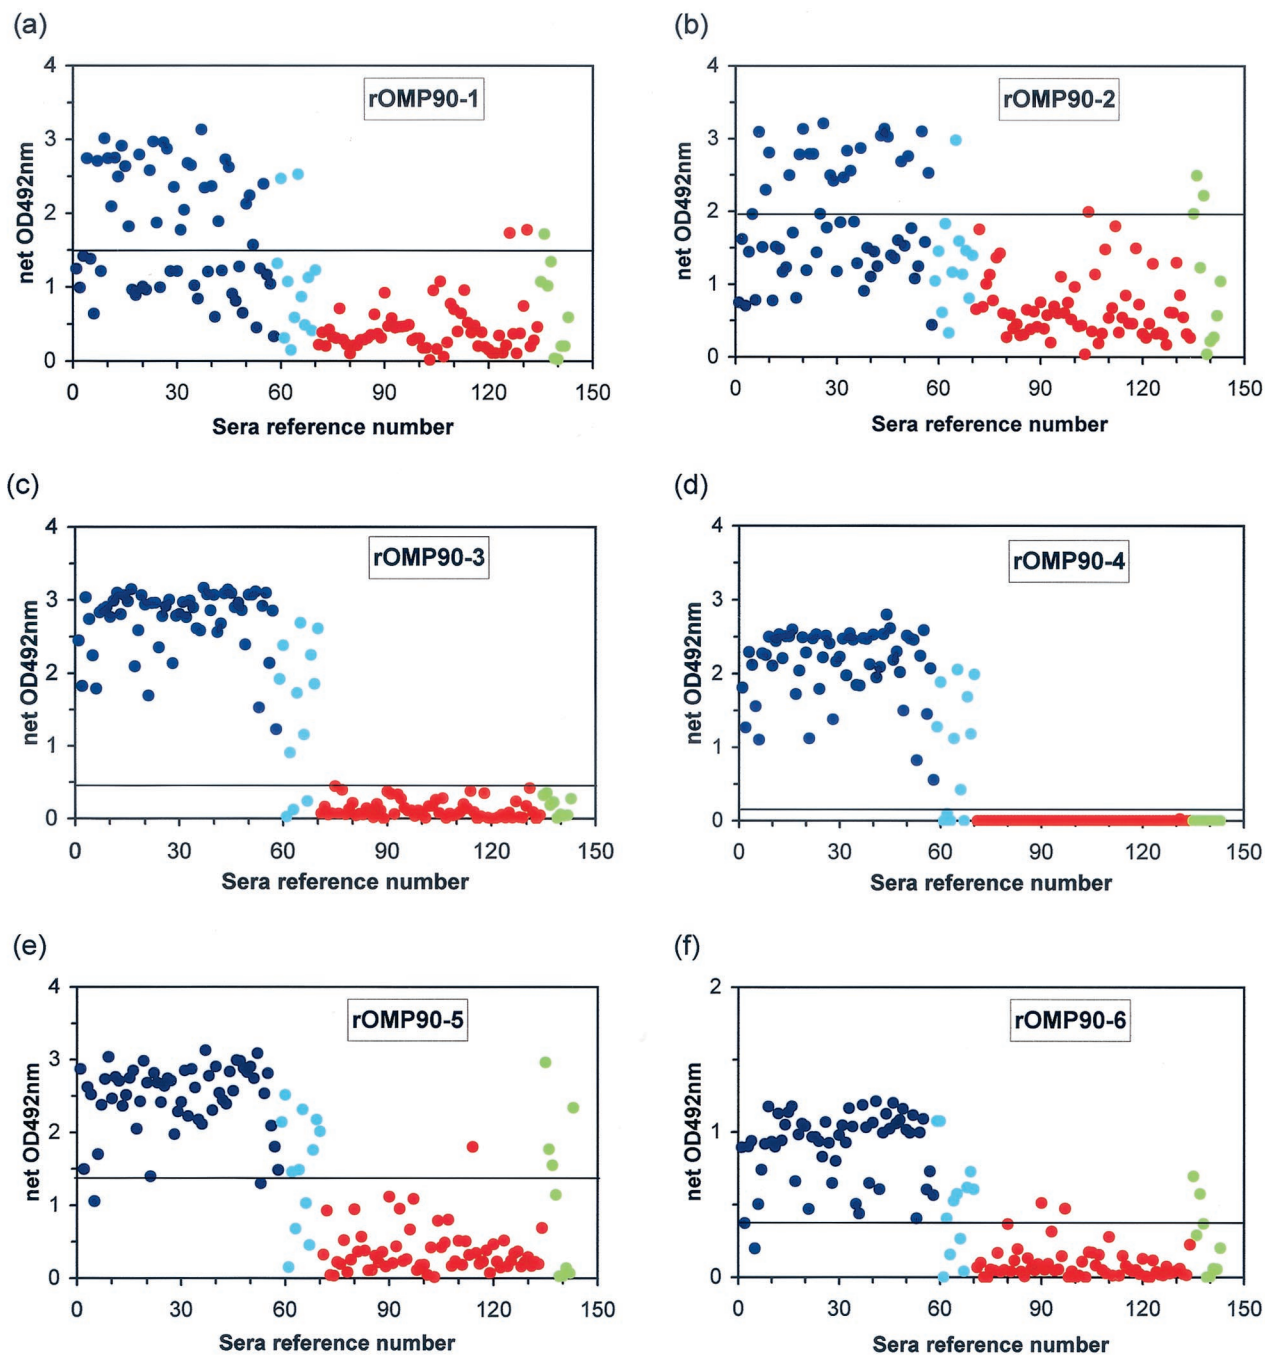 (a)
rOMP90-1
net OD492nm
4
3
2
1
0
0 30 60 90 120 150
Sera reference number
(b)
rOMP90-2
net OD492nm
4
3
2
1
0
0 30 60 90 120 150
Sera reference number
(c)
rOMP90-3
net OD492nm
4
3
2
1
0
0 30 60 90 120 150
Sera reference number
(d)
rOMP90-4
net OD492nm
4
3
2
1
0
0 30 60 90 120 150
Sera reference number
(e)
rOMP90-5
net OD492nm
4
3
2
1
0
0 30 60 90 120 150
Sera reference number
(f)
rOMP90-6
net OD492nm
2
1
0
0 30 60 90 120 150
Sera reference number